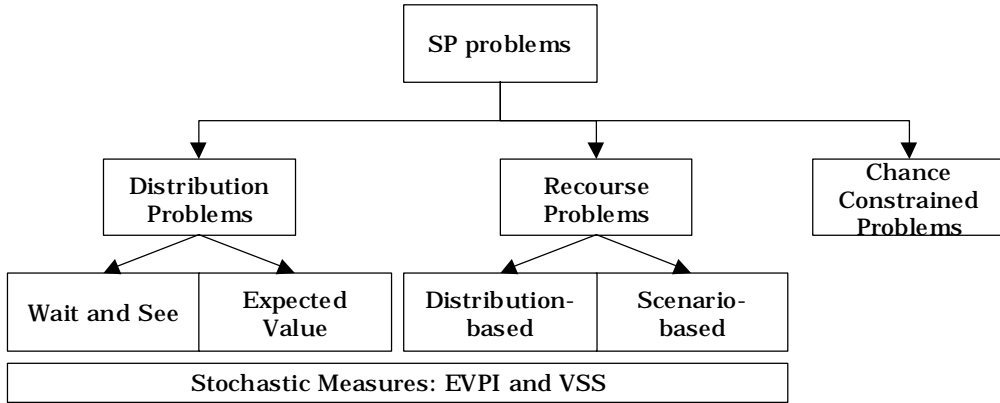 SP problems
Distribution
Problems
Recourse
Problems
Chance
Constrained
Problems
Wait and See
Expected
Value
Distribution-
based
Scenario-
based
Stochastic Measures: EVPI and VSS